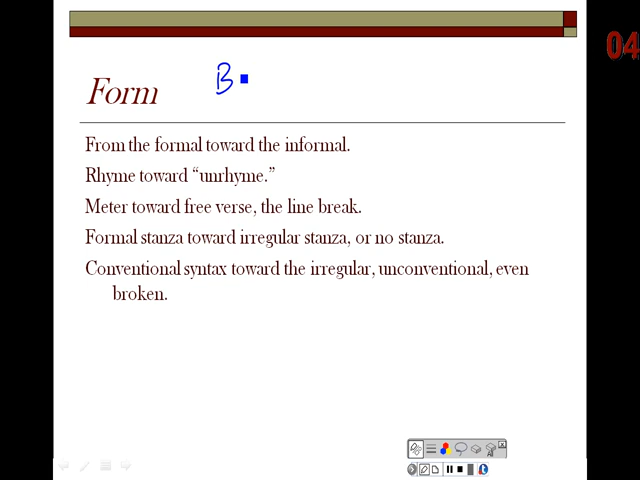 04
B
Form
From the formal toward the informal.
Rhyme toward “unrhyme.”
Meter toward free verse, the line break.
Formal stanza toward irregular stanza, or no stanza.
Conventional syntax toward the irregular, unconventional, even
broken.